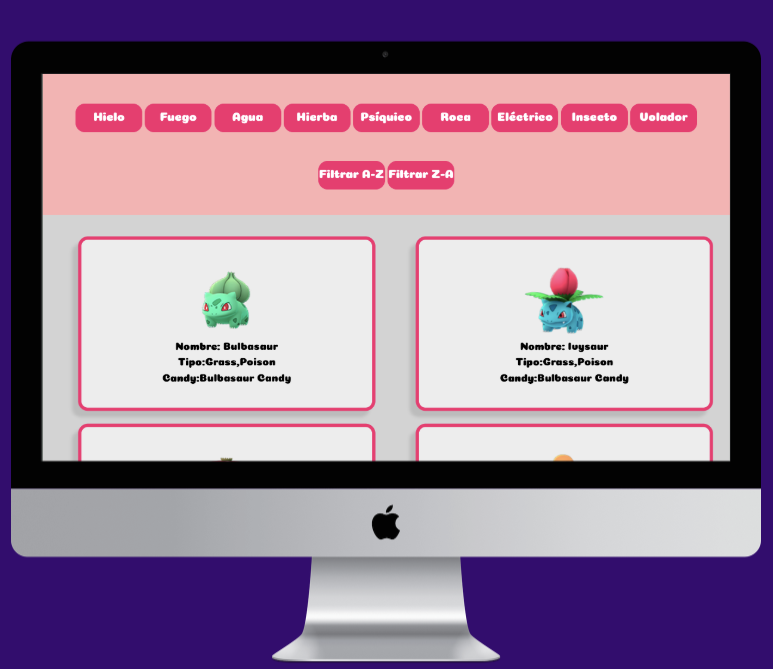 Hielo Fuego Agua Hierba Psíquico Roca Eléctrico Insecto Volador
Filtrar A-Z Filtrar Z-A
Nombre: Bulbasaur
Tipo:Grass,Poison
Candy:Bulbasaur Candy
Nombre: Ivysaur
Tipo:Grass,Poison
Candy:Bulbasaur Candy